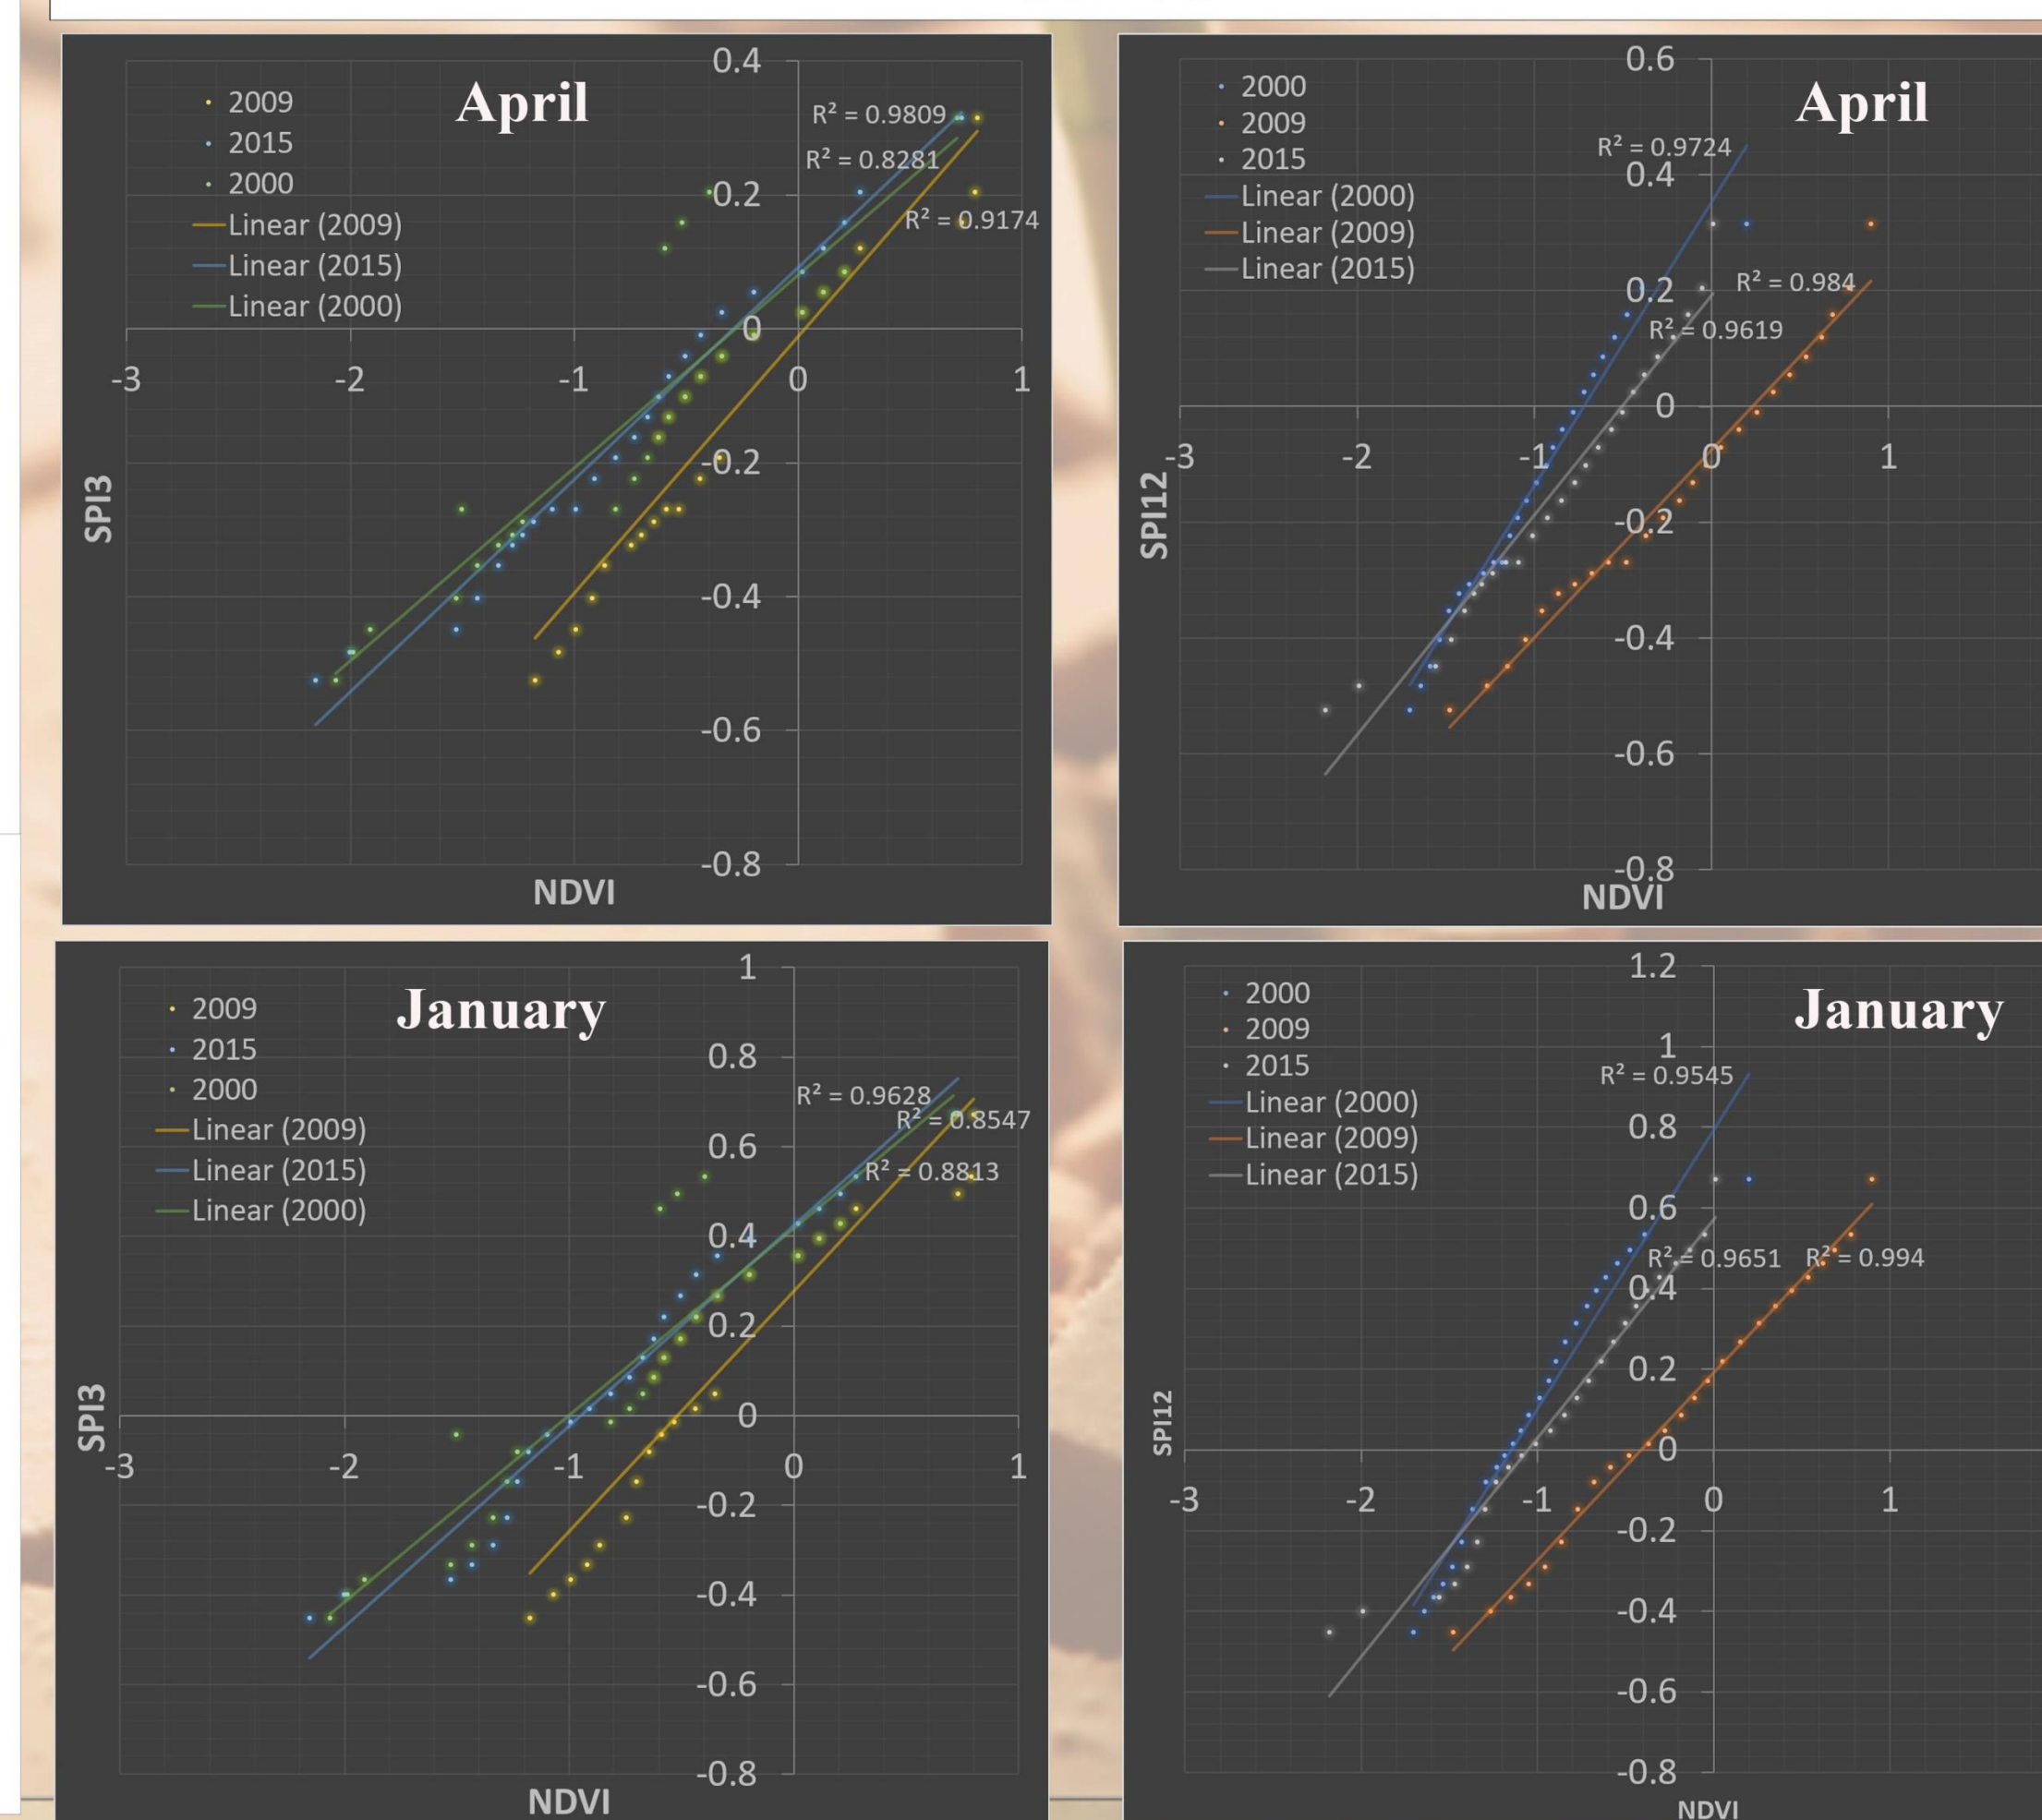 April
2009
2015
2000
Linear (2009)
Linear (2015)
Linear (2000)
R² = 0.9809
R² = 0.8281
R² = 0.9174
0.4
0.2
0
-0.2
-0.4
-0.6
-0.8
-3 -2 -1 0 1
SPI3
NDVI
April
2000
2009
2015
Linear (2000)
Linear (2009)
Linear (2015)
R² = 0.9724
R² = 0.984
R² = 0.9619
0.6
0.4
0.2
0
-0.2
-0.4
-0.6
-0.8
-3 -2 -1 0 1
SPI12
NDVI
January
2009
2015
2000
Linear (2009)
Linear (2015)
Linear (2000)
R² = 0.9628
R² = 0.8547
R² = 0.8813
1
0.8
0.6
0.4
0.2
0
-0.2
-0.4
-0.6
-0.8
-3 -2 -1 0 1
SPI3
NDVI
January
2000
2009
2015
Linear (2000)
Linear (2009)
Linear (2015)
R² = 0.9545
R² = 0.9651
R² = 0.994
1.2
1
0.8
0.6
0.4
0.2
0
-0.2
-0.4
-0.6
-0.8
-3 -2 -1 0 1
SPI12
NDVI